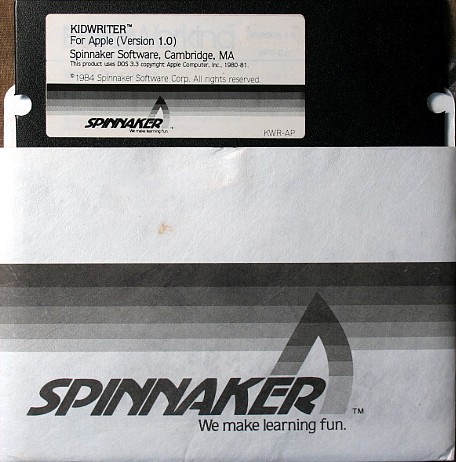 KIDWRITER™
For Apple (Version 1.0)
Spinnaker Software, Cambridge, MA
This product uses DOS 3.3 copyright Apple Computer, Inc., 1980-81.
©1984 Spinnaker Software Corp. All rights reserved.
SPINNAKER™
We make learning fun.
KWR-AP
SPINNAKER™
We make learning fun.